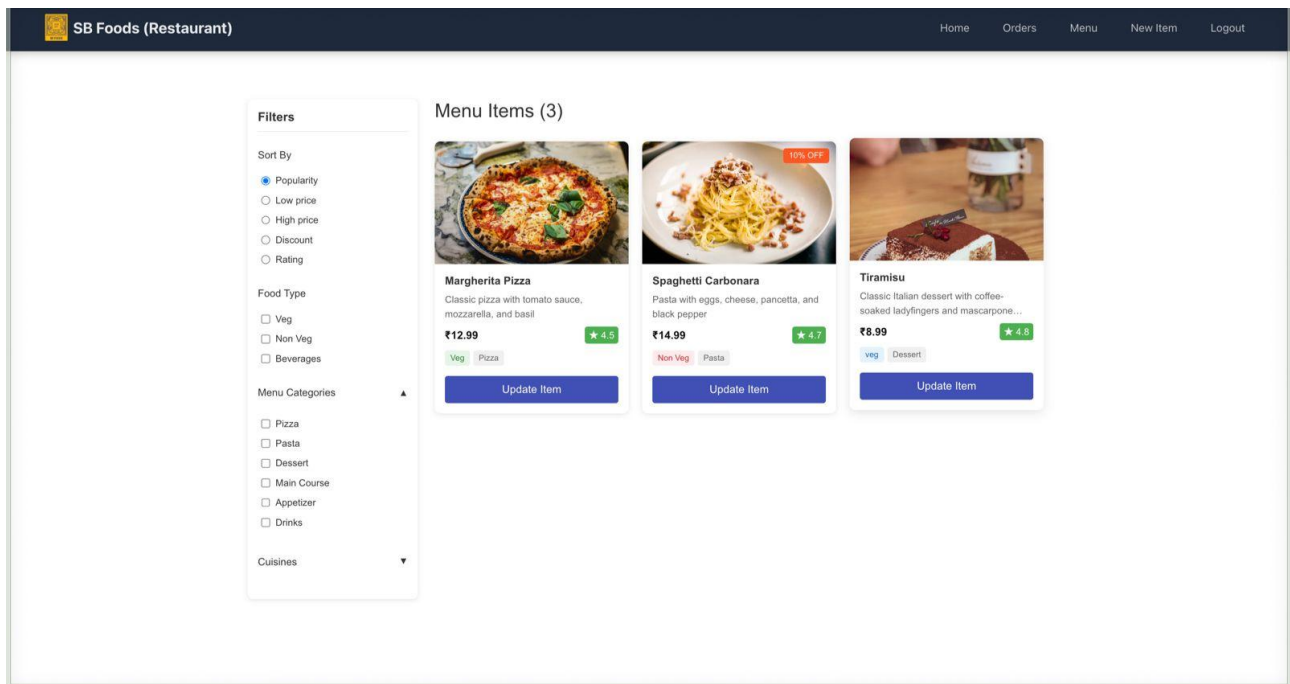 SB Foods (Restaurant)
Home
Orders
Menu
New Item
Logout
Filters
Sort By
Popularity
Low price
High price
Discount
Rating
Food Type
Veg
Non Veg
Beverages
Menu Categories ▲
Pizza
Pasta
Dessert
Main Course
Appetizer
Drinks
Cuisines ▼
Menu Items (3)
Margherita Pizza
Classic pizza with tomato sauce,
mozzarella, and basil
₹12.99
★ 4.5
Veg
Pizza
Update Item
10% OFF
Spaghetti Carbonara
Pasta with eggs, cheese, pancetta, and
black pepper
₹14.99
★ 4.7
Non Veg
Pasta
Update Item
Tiramisu
Classic Italian dessert with coffee-
soaked ladyfingers and mascarpone...
₹8.99
★ 4.8
veg
Dessert
Update Item